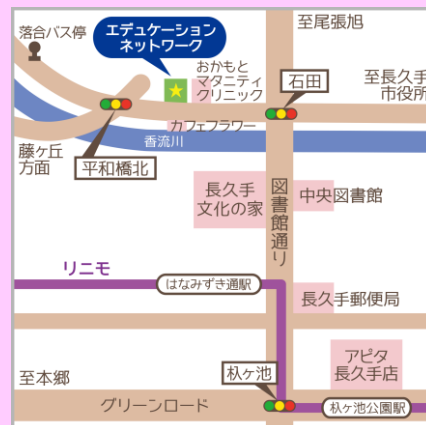 落合バス停
エデュケーション
ネットワーク
至尾張旭
おかもと
マタニティ
クリニック
石田
至長久手
市役所
カフェフラワー
香流川
藤ヶ丘
方面
平和橋北
長久手
文化の家
図書館通り
中央図書館
リニモ
はなみずき通駅
長久手郵便局
アピタ
長久手店
至本郷
杁ヶ池
グリーンロード
杁ヶ池公園駅